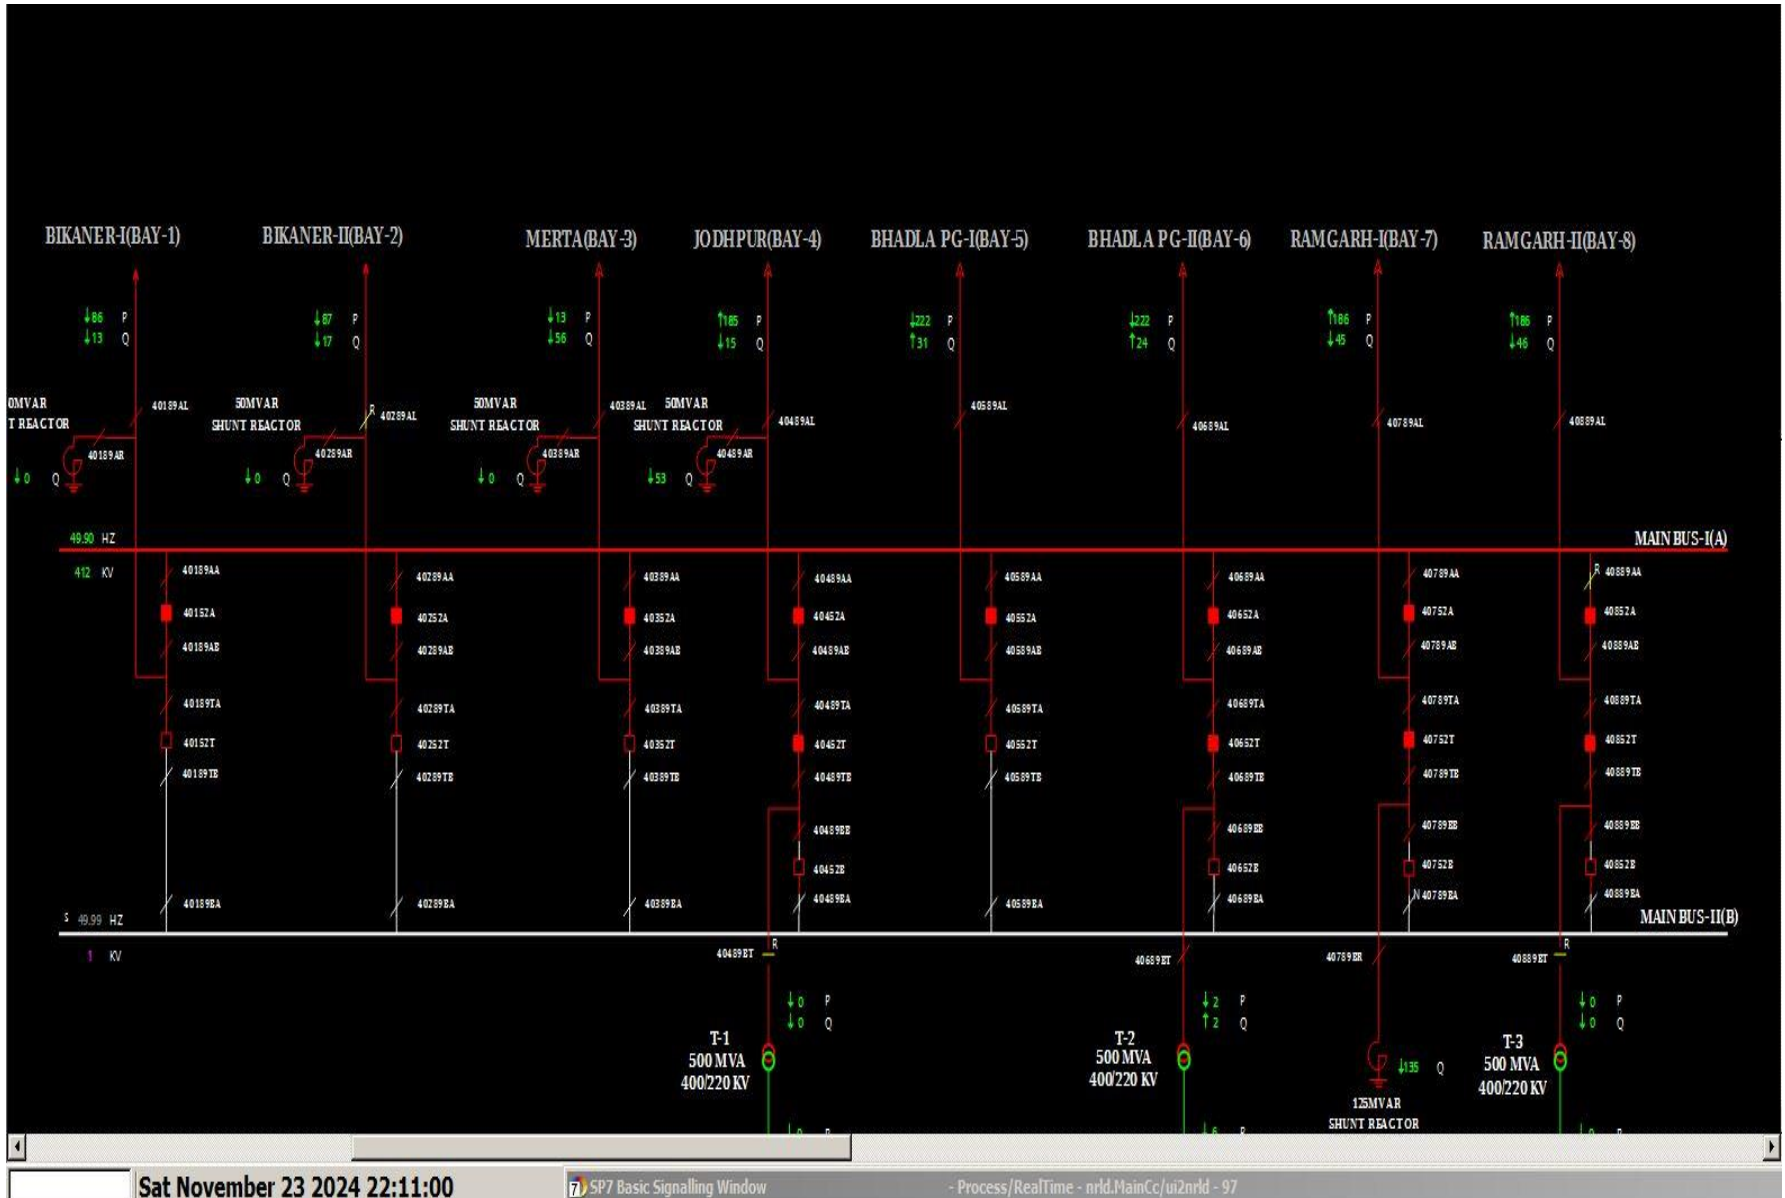 BIKANER-I(BAY-1) BIKANER-II(BAY-2) MERTA(BAY-3) JODHPUR(BAY-4) BHADLA PG-I(BAY-5) BHADLA PG-II(BAY-6) RAMGARH-I(BAY-7) RAMGARH-II(BAY-8)
↓86 P ↓87 P ↓13 P ↑185 P ↓222 P ↓222 P ↑186 P ↑186 P
↓13 Q ↓17 Q ↓56 Q ↓15 Q ↑31 Q ↑24 Q ↓45 Q ↓46 Q
0MVAR 40189AL 50MVAR R 40289AL 50MVAR 40389AL 50MVAR 40489AL 40589AL 40689AL 40789AL 40889AL
T REACTOR SHUNT REACTOR SHUNT REACTOR SHUNT REACTOR
40189AR 40289AR 40389AR 40489AR
↓0 Q ↓0 Q ↓0 Q ↓53 Q
49.90 HZ MAIN BUS-I(A)
412 KV
40189AA 40289AA 40389AA 40489AA 40589AA 40689AA 40789AA R 40889AA
40152A 40252A 40352A 40452A 40552A 40652A 40752A 40852A
40189AB 40289AB 40389AB 40489AB 40589AB 40689AB 40789AB 40889AB
40189TA 40289TA 40389TA 40489TA 40589TA 40689TA 40789TA 40889TA
40152T 40252T 40352T 40452T 40552T 40652T 40752T 40852T
40189TB 40289TB 40389TB 40489TB 40589TB 40689TB 40789TB 40889TB
40489BB 40689BB 40789BB 40889BB
40452B 40652B 40752B 40852B
40189BA 40289BA 40389BA 40489BA 40589BA 40689BA N 40789BA 40889BA
S 49.99 HZ MAIN BUS-II(B)
1 KV
40489BT R 40689BT 40789BR 40889BT R
↓0 P ↓2 P ↓0 P
↓0 Q ↑2 Q ↓0 Q
T-1 T-2 T-3
500 MVA 500 MVA 500 MVA
400/220 KV 400/220 KV 400/220 KV
↓135 Q
125MVAR
SHUNT REACTOR
Sat November 23 2024 22:11:00 7 SP7 Basic Signalling Window - Process/RealTime - nrld.MainCc/ui2nrld - 97